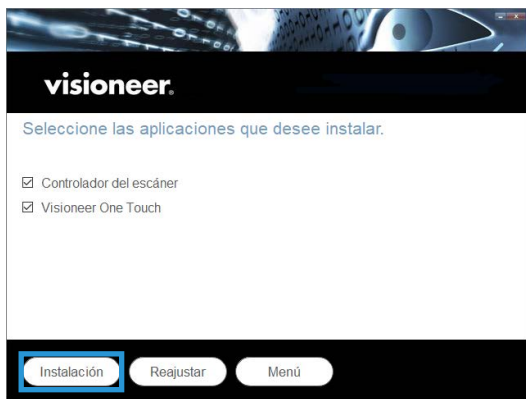 visioneer.
Seleccione las aplicaciones que desee instalar.
Controlador del escáner
Visioneer One Touch
Instalación Reajustar Menú